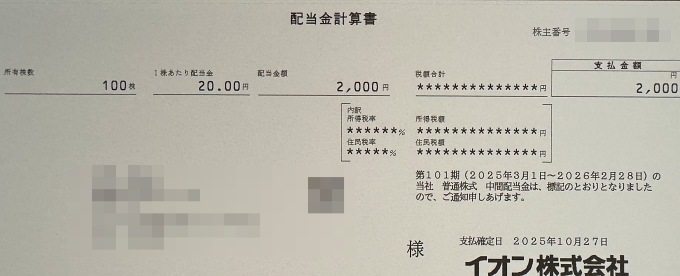 配当金計算書
株主番号
所有株数
100株
1株あたり配当金
20.00円
配当金額
2,000円
税額合計
**************円
支払金額
円
2,000
内訳
所得税率
******%
所得税額
**************円
住民税率
*****%
住民税額
**************円
第101期(2025年3月1日~2026年2月28日)の
当社 普通株式 中間配当金は、標記のとおりとなりました
ので、ご通知申しあげます。
様
支払確定日 2025年10月27日
イオン株式会社